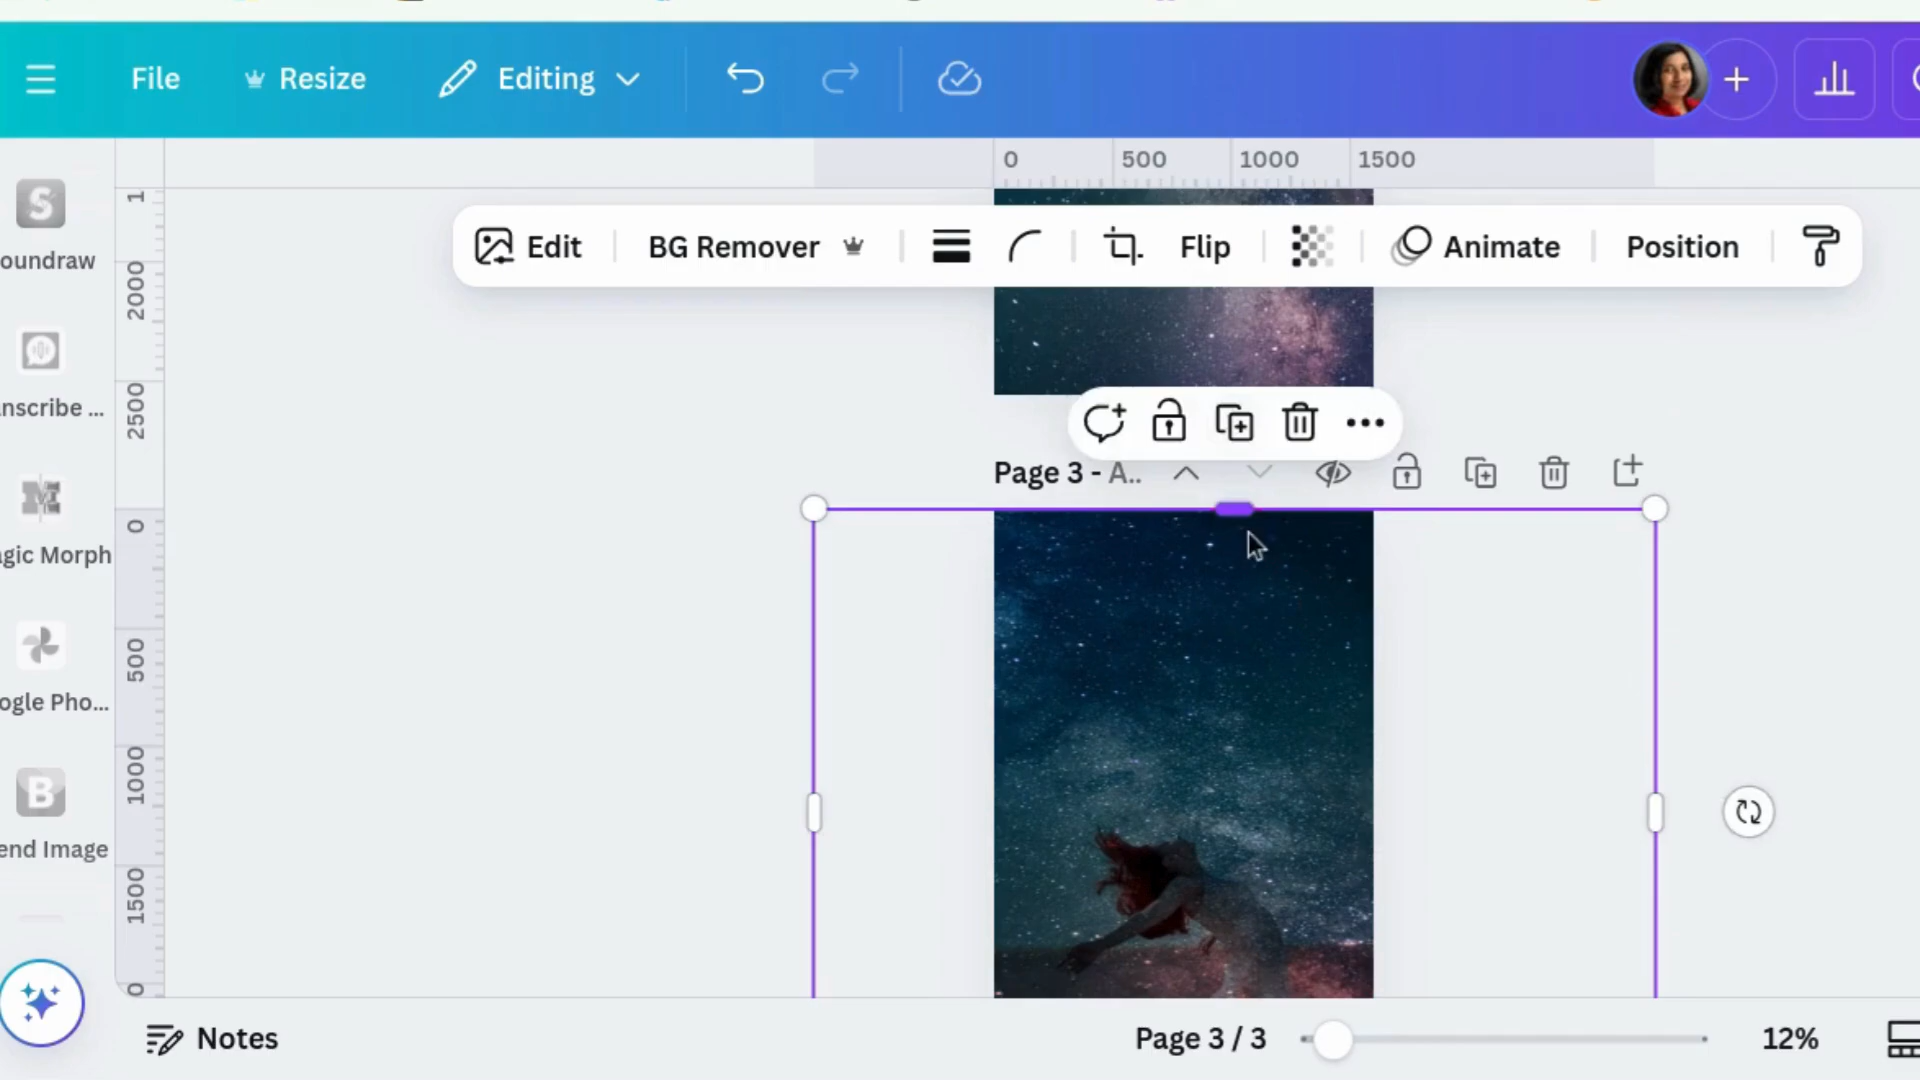 File
Resize
Editing
0 500 1000 1500
S
oundraw
nscribe ...
M
agic Morph
ogle Pho...
B
end Image
1
2000
2500
0
500
1000
1500
0
Edit
BG Remover
Flip
Animate
Position
Page 3 - A..
Notes
Page 3 / 3
12%